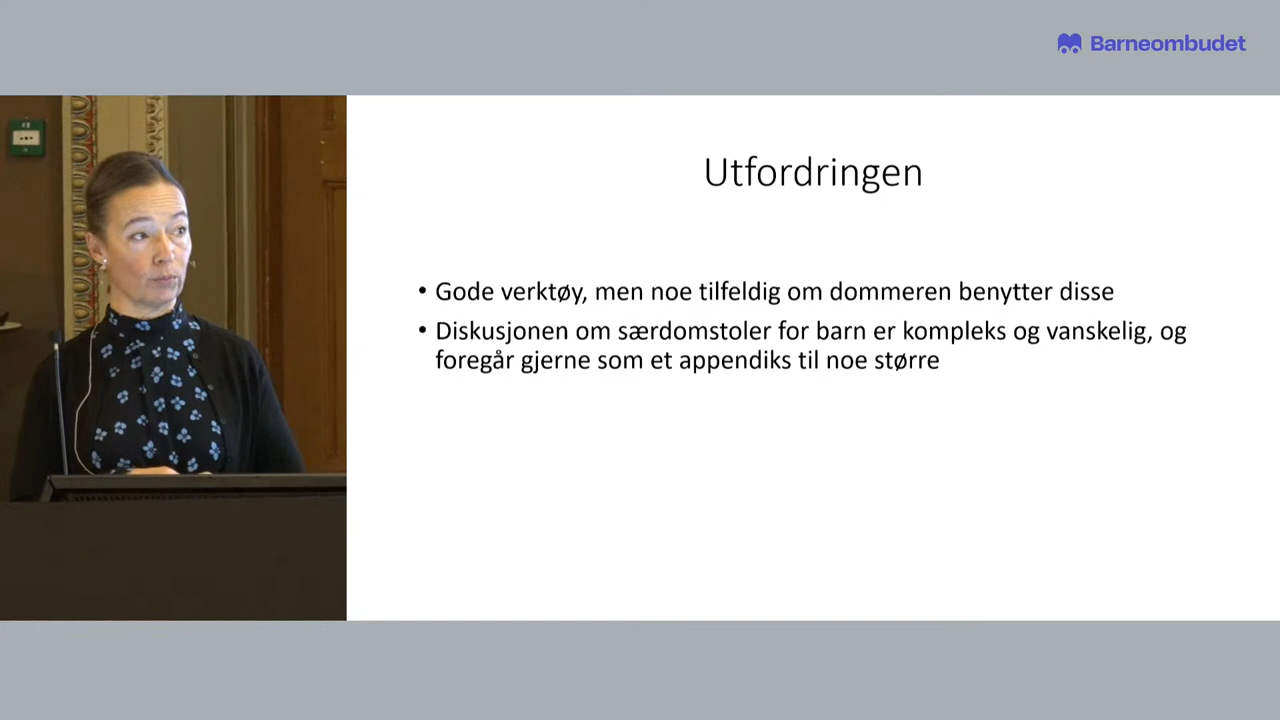 Barneombudet
Utfordringen
• Gode verktøy, men noe tilfeldig om dommeren benytter disse
• Diskusjonen om særdomstoler for barn er kompleks og vanskelig, og
foregår gjerne som et appendiks til noe større